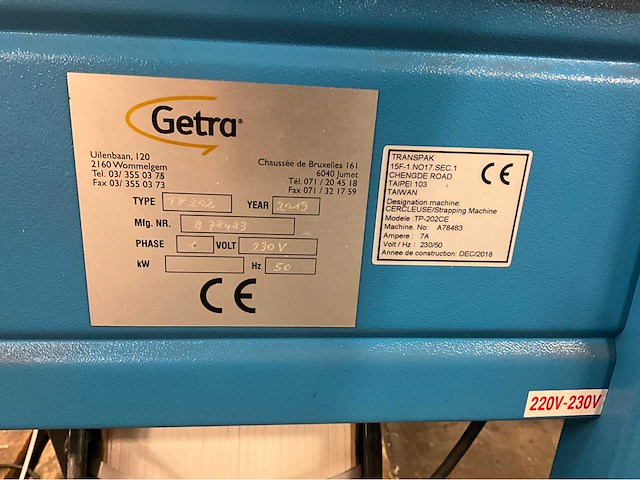 Getra®
Uilenbaan, 120
2160 Wommelgem
Tel. 03/ 355 03 75
Fax 03/ 355 03 73
Chaussée de Bruxelles 161
6040 Jumet
Tél. 071 / 20 45 18
Fax 071 / 32 17 59
TYPE TP 202 YEAR 2019
Mfg. NR. 78483
PHASE VOLT 230 V
kW Hz 50
CE
TRANSPAK
15F-1.NO17.SEC.1
CHENGDE ROAD
TAIPEI 103
TAIWAN
CE
Designation machine:
CERCLEUSE/Strapping Machine
Modele :TP-202CE
Machine. No: A78483
Ampere : 7A
Volt / Hz : 230/50
Annee de construction: DEC/2018
220V-230V